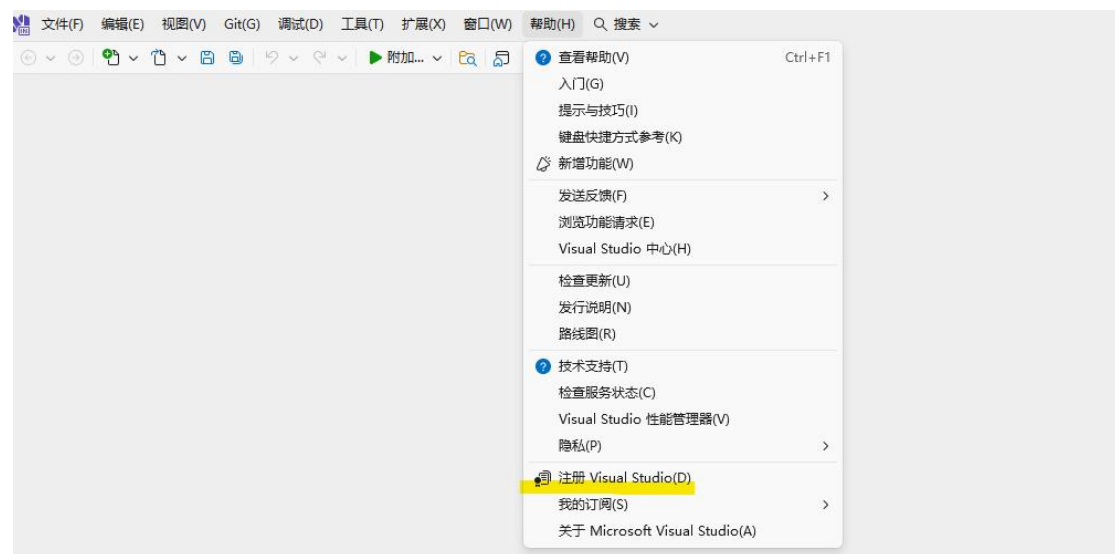 文件(F) 编辑(E) 视图(V) Git(G) 调试(D) 工具(T) 扩展(X) 窗口(W) 帮助(H) 搜索
附加...
查看帮助(V) Ctrl+F1
入门(G)
提示与技巧(I)
键盘快捷方式参考(K)
新增功能(W)
发送反馈(F)
浏览功能请求(E)
Visual Studio 中心(H)
检查更新(U)
发行说明(N)
路线图(R)
技术支持(T)
检查服务状态(C)
Visual Studio 性能管理器(V)
隐私(P)
注册 Visual Studio(D)
我的订阅(S)
关于 Microsoft Visual Studio(A)